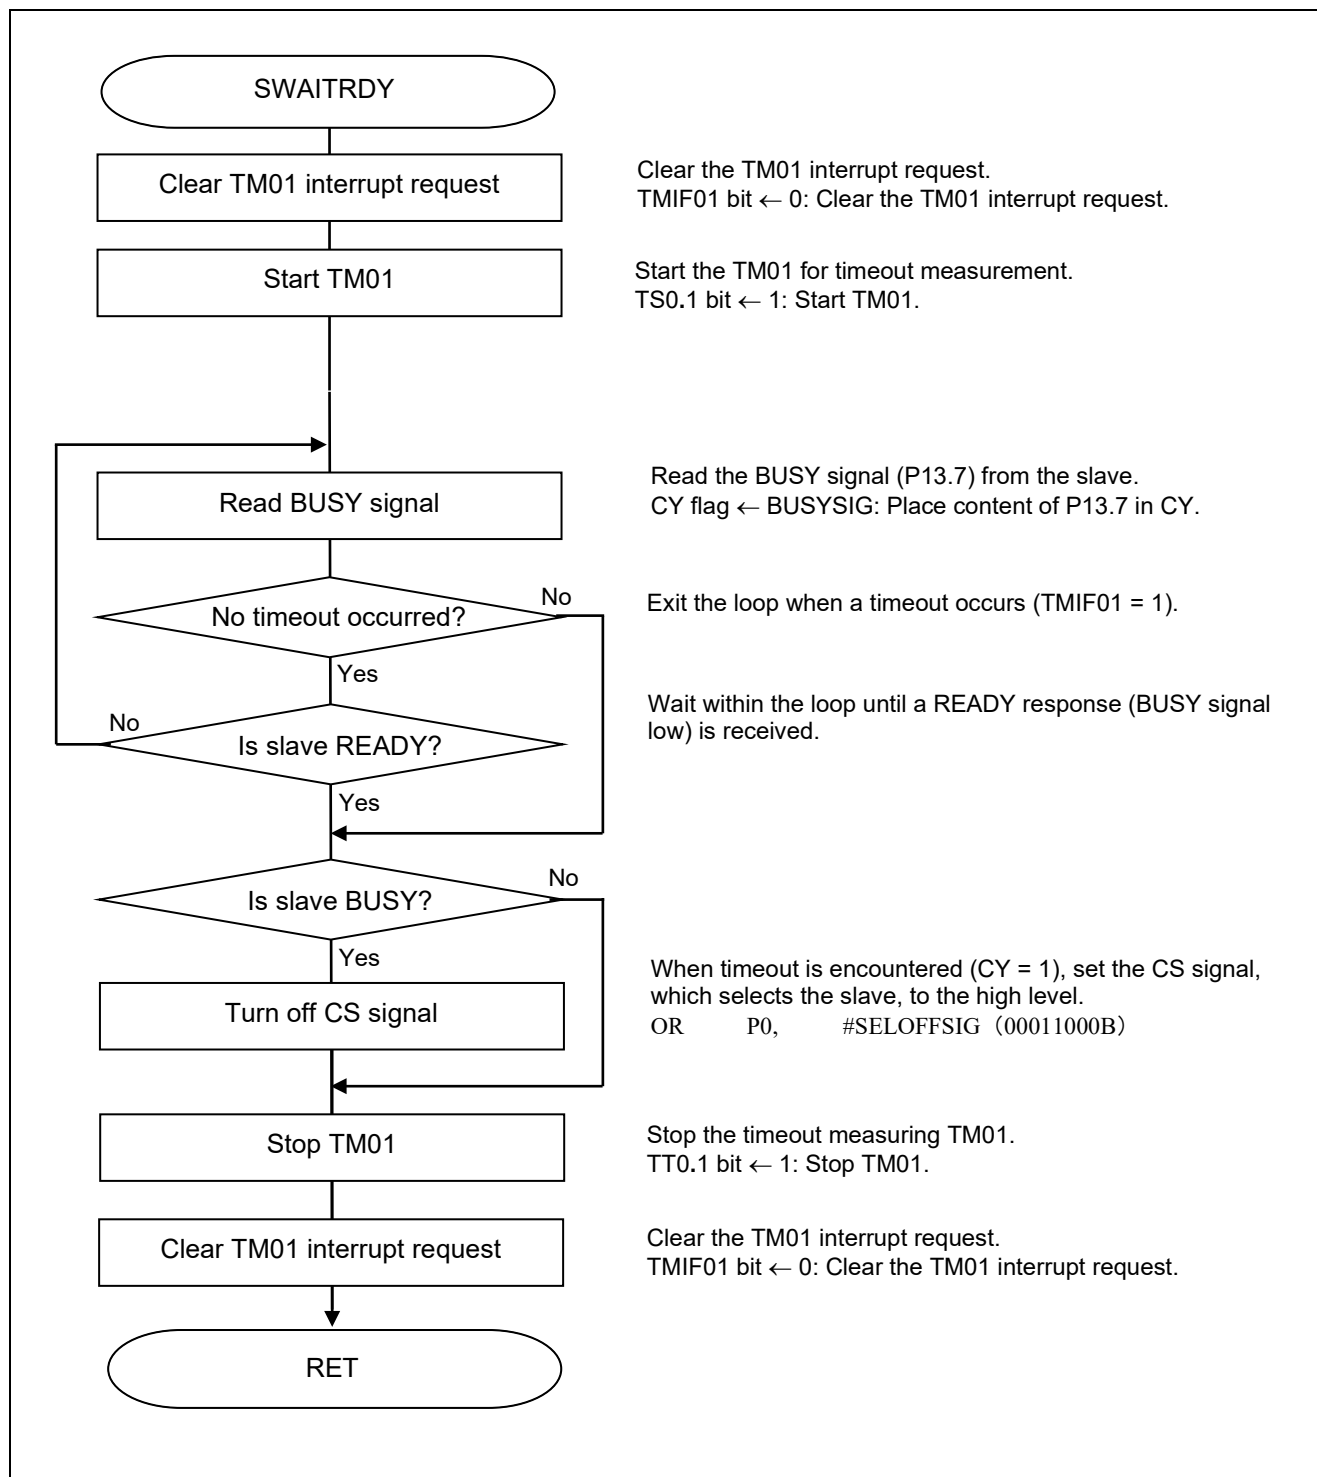 SWAITRDY
Clear TM01 interrupt request
Clear the TM01 interrupt request.
TMIF01 bit ← 0: Clear the TM01 interrupt request.
Start TM01
Start the TM01 for timeout measurement.
TS0.1 bit ← 1: Start TM01.
Read BUSY signal
Read the BUSY signal (P13.7) from the slave.
CY flag ← BUSYSIG: Place content of P13.7 in CY.
No timeout occurred?
No
Exit the loop when a timeout occurs (TMIF01 = 1).
Yes
No
Is slave READY?
Wait within the loop until a READY response (BUSY signal
low) is received.
Yes
Is slave BUSY?
No
Yes
Turn off CS signal
When timeout is encountered (CY = 1), set the CS signal,
which selects the slave, to the high level.
OR P0, #SELOFFSIG（00011000B）
Stop TM01
Stop the timeout measuring TM01.
TT0.1 bit ← 1: Stop TM01.
Clear TM01 interrupt request
Clear the TM01 interrupt request.
TMIF01 bit ← 0: Clear the TM01 interrupt request.
RET